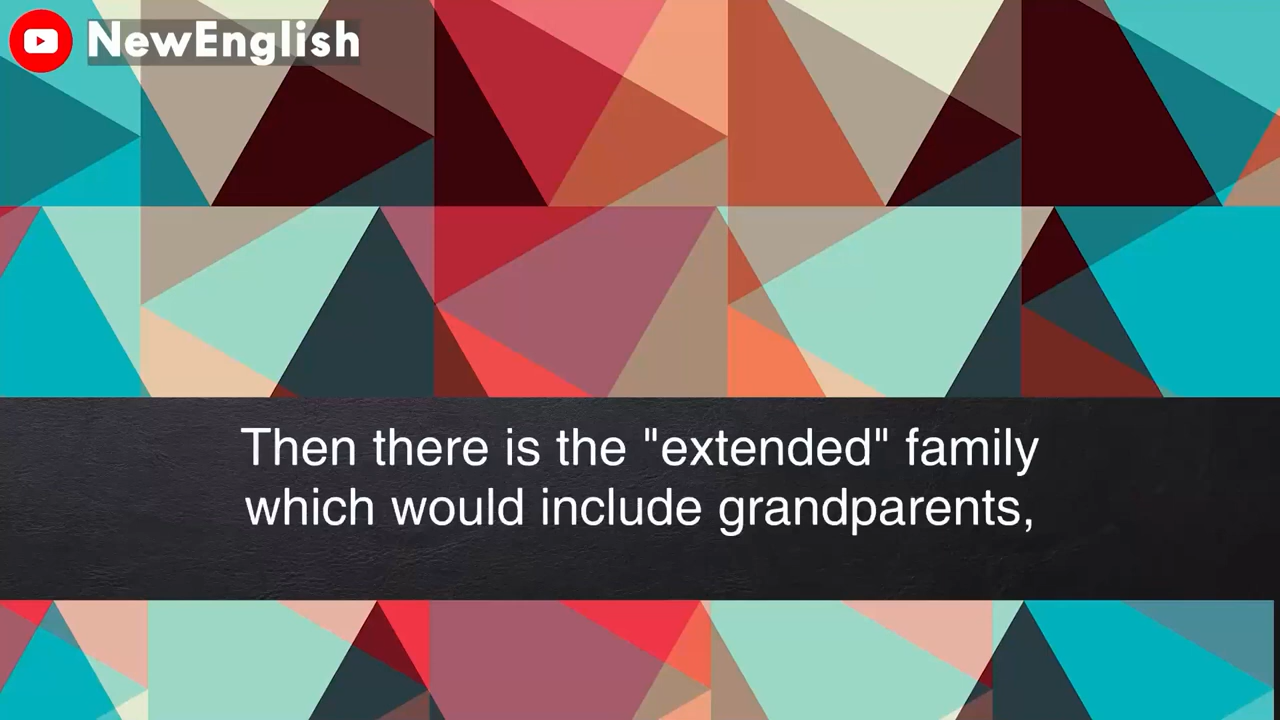 NewEnglish
Then there is the "extended" family
which would include grandparents,